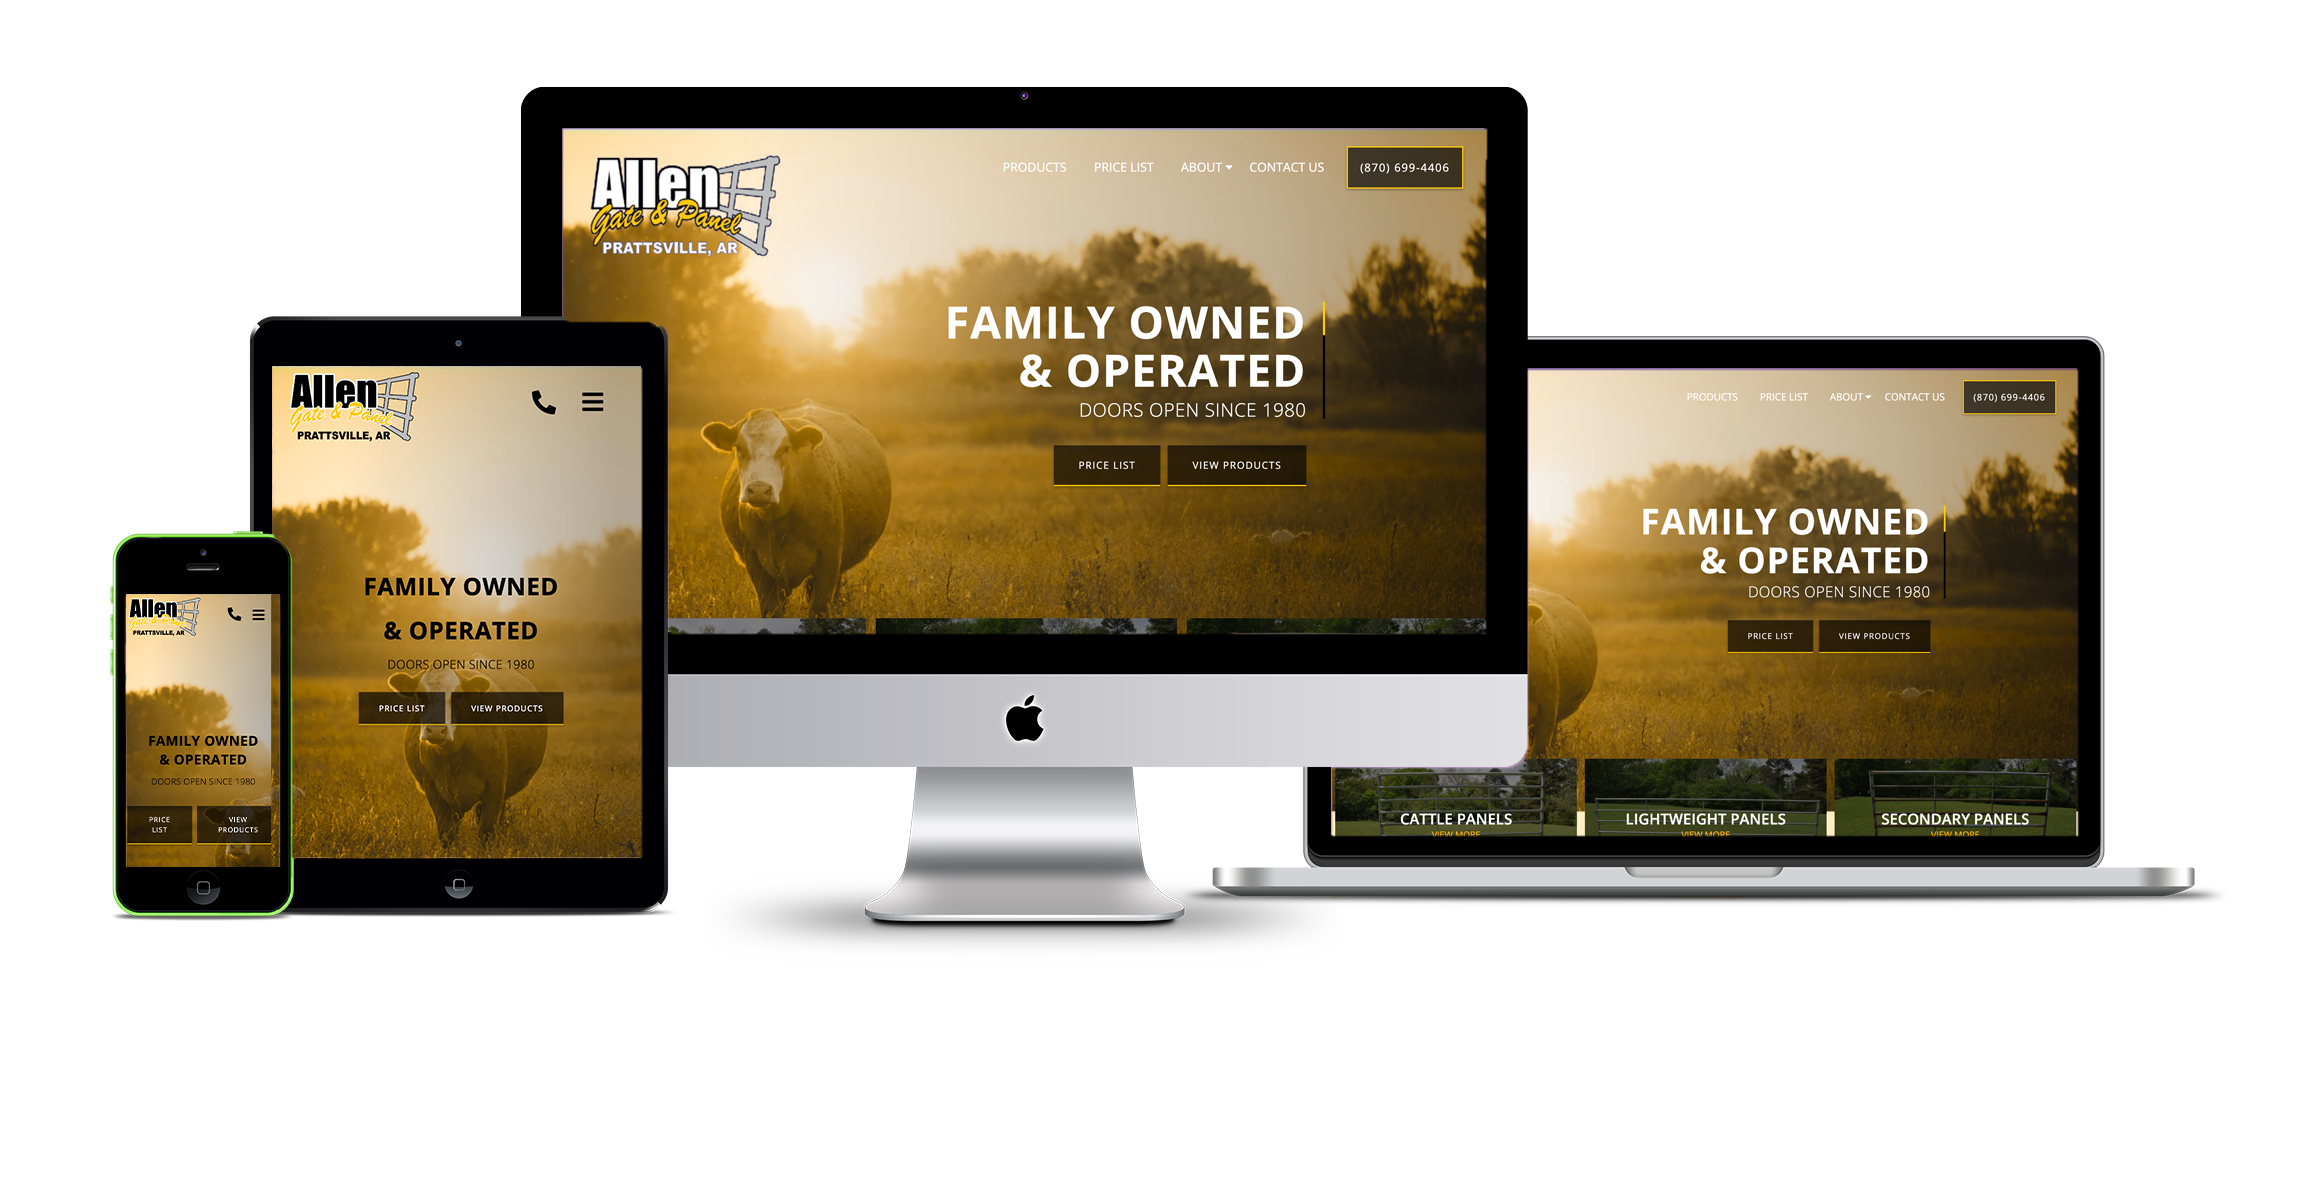 Allen
Gate & Panel
PRATTSVILLE, AR
PRODUCTS PRICE LIST ABOUT CONTACT US (870) 699-4406
FAMILY OWNED
& OPERATED
DOORS OPEN SINCE 1980
PRICE LIST VIEW PRODUCTS
Allen
Gate & Panel
PRATTSVILLE, AR
FAMILY OWNED
& OPERATED
DOORS OPEN SINCE 1980
PRICE LIST VIEW PRODUCTS
Allen
Gate & Panel
PRATTSVILLE, AR
FAMILY OWNED
& OPERATED
DOORS OPEN SINCE 1980
PRICE
LIST
VIEW
PRODUCTS
PRODUCTS PRICE LIST ABOUT CONTACT US (870) 699-4406
FAMILY OWNED
& OPERATED
DOORS OPEN SINCE 1980
PRICE LIST VIEW PRODUCTS
CATTLE PANELS LIGHTWEIGHT PANELS SECONDARY PANELS
VIEW MORE VIEW MORE VIEW MORE